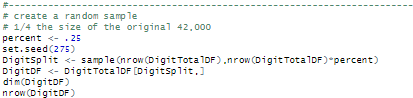 #---------------------------------------------------------------------
# create a random sample
# 1/4 the size of the original 42,000
percent <- .25
set.seed(275)
DigitSplit <- sample(nrow(DigitTotalDF),nrow(DigitTotalDF)*percent)
DigitDF <- DigitTotalDF[DigitSplit,]
dim(DigitDF)
nrow(DigitDF)